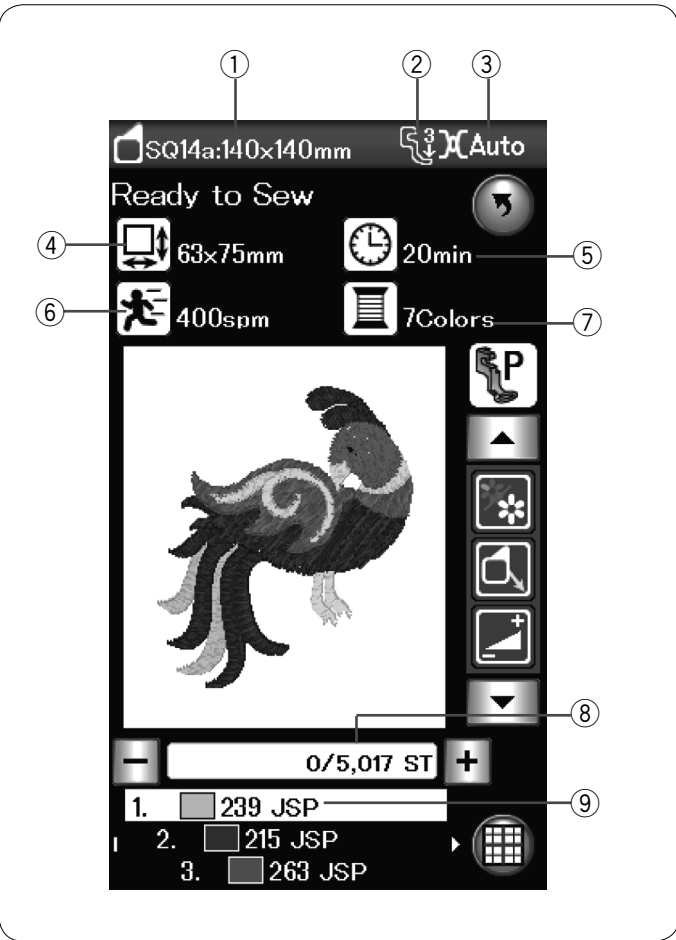 ① ② ③
SQ14a:140x140mm 3 Auto
Ready to Sew
④ 63x75mm 20min ⑤
⑥ 400spm 7Colors ⑦
P
+
−
⑧
− 0/5,017 ST +
1. 239 JSP ⑨
2. 215 JSP
3. 263 JSP